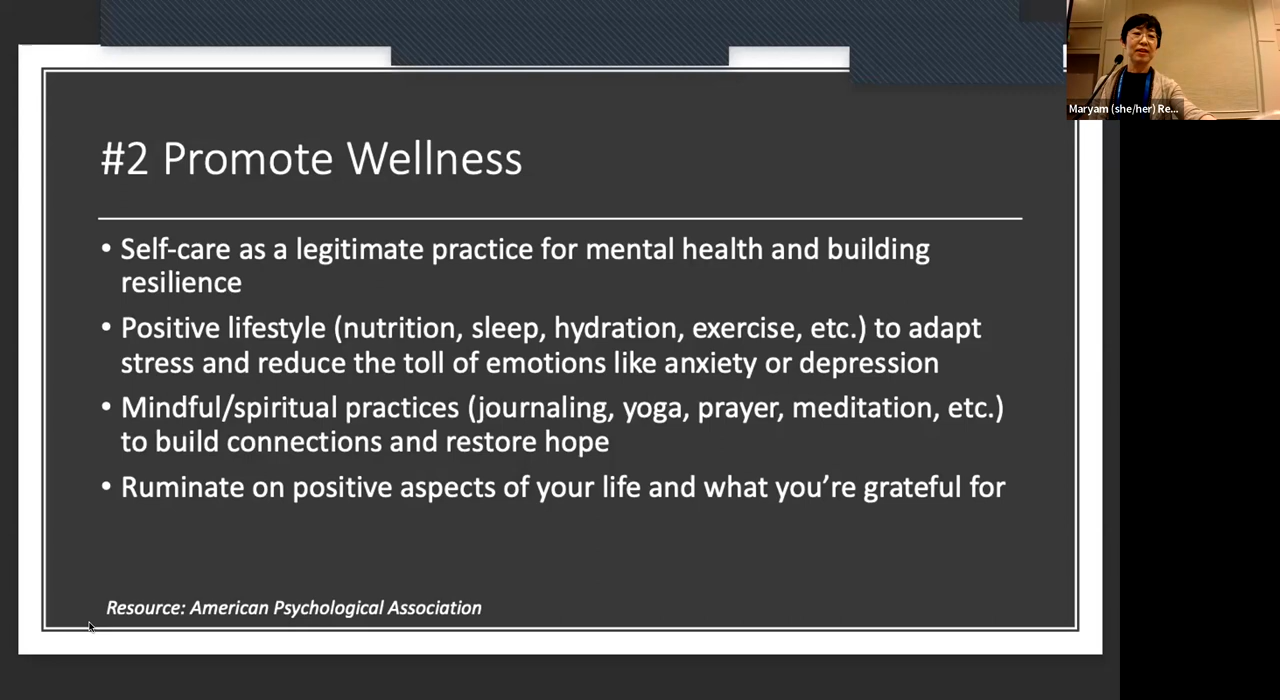 Maryam (she/her) Re...
#2 Promote Wellness
• Self-care as a legitimate practice for mental health and building
resilience
• Positive lifestyle (nutrition, sleep, hydration, exercise, etc.) to adapt
stress and reduce the toll of emotions like anxiety or depression
• Mindful/spiritual practices (journaling, yoga, prayer, meditation, etc.)
to build connections and restore hope
• Ruminate on positive aspects of your life and what you’re grateful for
Resource: American Psychological Association